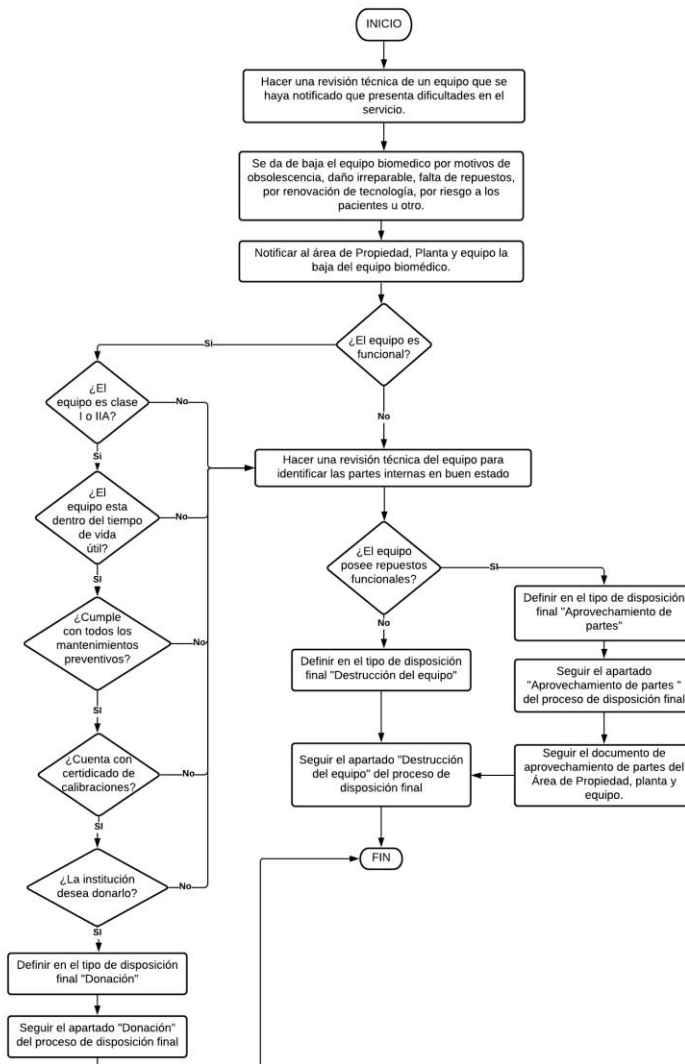 INICIO
Hacer una revisión técnica de un equipo que se
haya notificado que presenta dificultades en el
servicio.
Se da de baja el equipo biomedico por motivos de
obsolescencia, daño irreparable, falta de repuestos,
por renovación de tecnología, por riesgo a los
pacientes u otro.
Notificar al área de Propiedad, Planta y equipo la
baja del equipo biomédico.
¿El equipo es
funcional?
Sí
No
¿El
equipo es clase
I o IIA?
No
Si
Hacer una revisión técnica del equipo para
identificar las partes internas en buen estado
¿El
equipo esta
dentro del tiempo
de vida
útil?
No
SI
¿El equipo
posee repuestos
funcionales?
SI
No
Definir en el tipo de disposición
final "Aprovechamiento de
partes"
¿Cumple
con todos los
mantenimientos
preventivos?
No
SI
Definir en el tipo de disposición
final "Destrucción del equipo"
Seguir el apartado
"Aprovechamiento de partes "
del proceso de disposición final
¿Cuenta con
certidicado de
calibraciones?
No
SI
Seguir el apartado "Destrucción
del equipo" del proceso de
disposición final
Seguir el documento de
aprovechamiento de partes del
Área de Propiedad, planta y
equipo.
FIN
¿La institución
desea donarlo?
No
SI
Definir en el tipo de disposición
final "Donación"
Seguir el apartado "Donación"
del proceso de disposición final